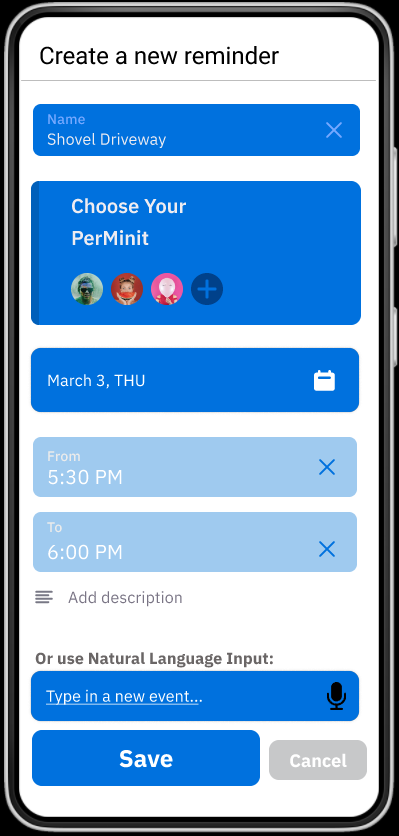 Create a new reminder
Name
Shovel Driveway
Choose Your
PerMinit
March 3, THU
From
5:30 PM
To
6:00 PM
Add description
Or use Natural Language Input:
Type in a new event...
Save
Cancel